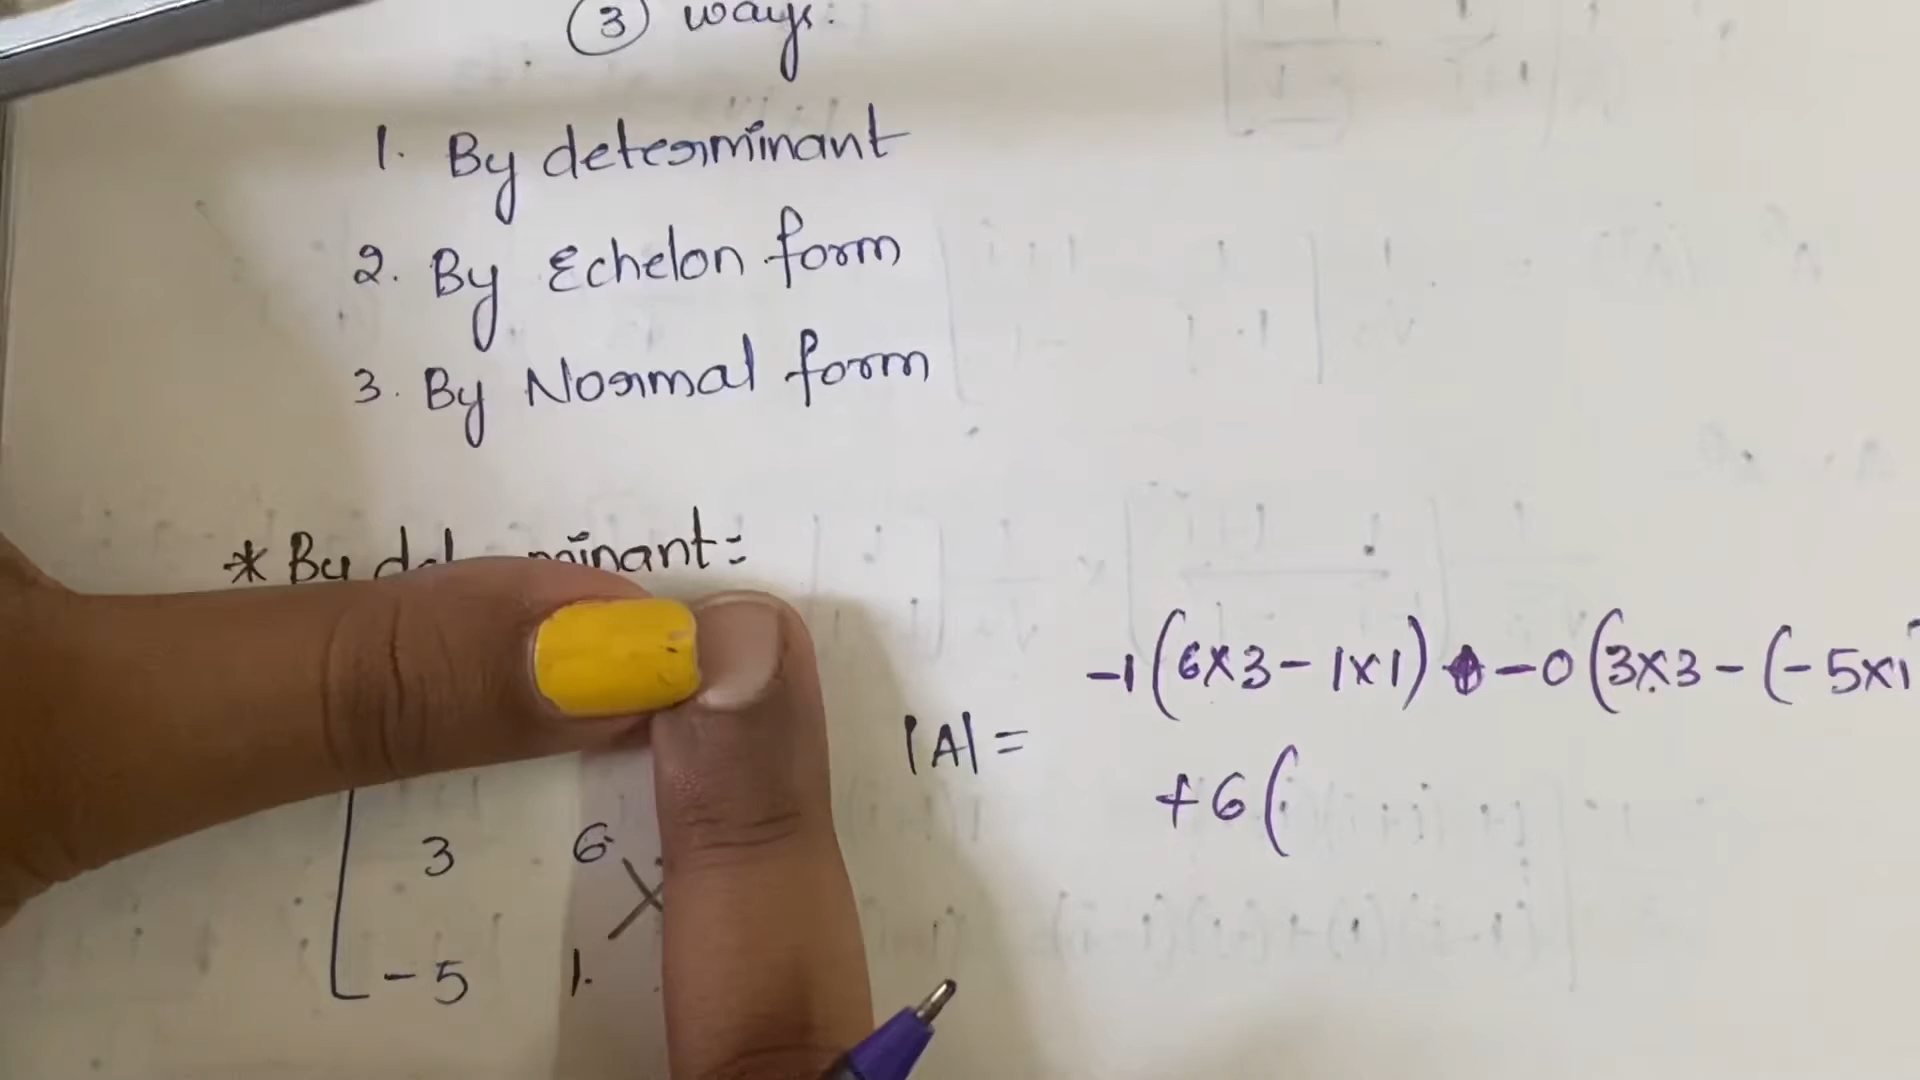 3 ways:
1. By determinant
2. By Echelon form
3. By Normal form
* By determinant:
-1(6×3-1×1) -0(3×3-(-5×1
|A| =
+6(
3 6
-5 1